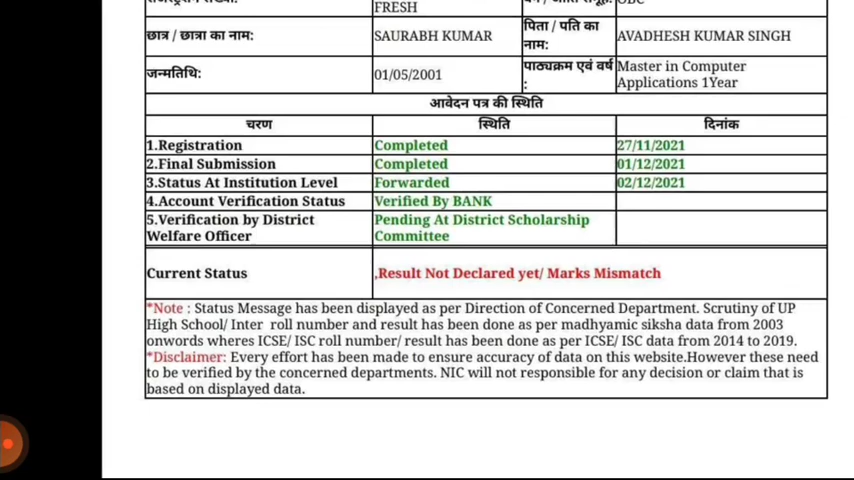 FRESH
OBC
छात्र / छात्रा का नाम: SAURABH KUMAR पिता / पति का नाम: AVADHESH KUMAR SINGH
जन्मतिथि: 01/05/2001 पाठ्यक्रम एवं वर्ष : Master in Computer Applications 1Year
आवेदन पत्र की स्थिति
चरण स्थिति दिनांक
1.Registration Completed 27/11/2021
2.Final Submission Completed 01/12/2021
3.Status At Institution Level Forwarded 02/12/2021
4.Account Verification Status Verified By BANK
5.Verification by District Welfare Officer Pending At District Scholarship Committee
Current Status ,Result Not Declared yet/ Marks Mismatch
*Note : Status Message has been displayed as per Direction of Concerned Department. Scrutiny of UP
High School/ Inter roll number and result has been done as per madhyamic siksha data from 2003
onwords wheres ICSE/ ISC roll number/ result has been done as per ICSE/ ISC data from 2014 to 2019.
*Disclaimer: Every effort has been made to ensure accuracy of data on this website.However these need
to be verified by the concerned departments. NIC will not responsible for any decision or claim that is
based on displayed data.